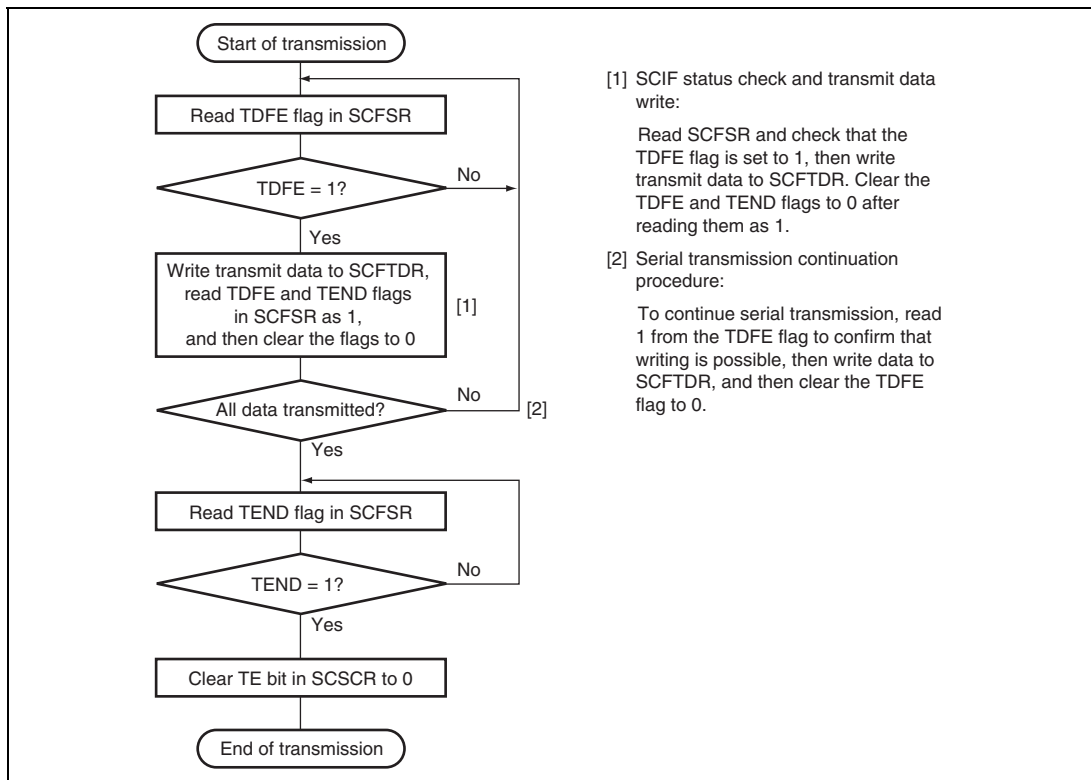 Start of transmission
Read TDFE flag in SCFSR
TDFE = 1?
No
Yes
Write transmit data to SCFTDR,
read TDFE and TEND flags
in SCFSR as 1,
and then clear the flags to 0
[1]
All data transmitted?
No
[2]
Yes
Read TEND flag in SCFSR
TEND = 1?
No
Yes
Clear TE bit in SCSCR to 0
End of transmission
[1] SCIF status check and transmit data
write:
Read SCFSR and check that the
TDFE flag is set to 1, then write
transmit data to SCFTDR. Clear the
TDFE and TEND flags to 0 after
reading them as 1.
[2] Serial transmission continuation
procedure:
To continue serial transmission, read
1 from the TDFE flag to confirm that
writing is possible, then write data to
SCFTDR, and then clear the TDFE
flag to 0.